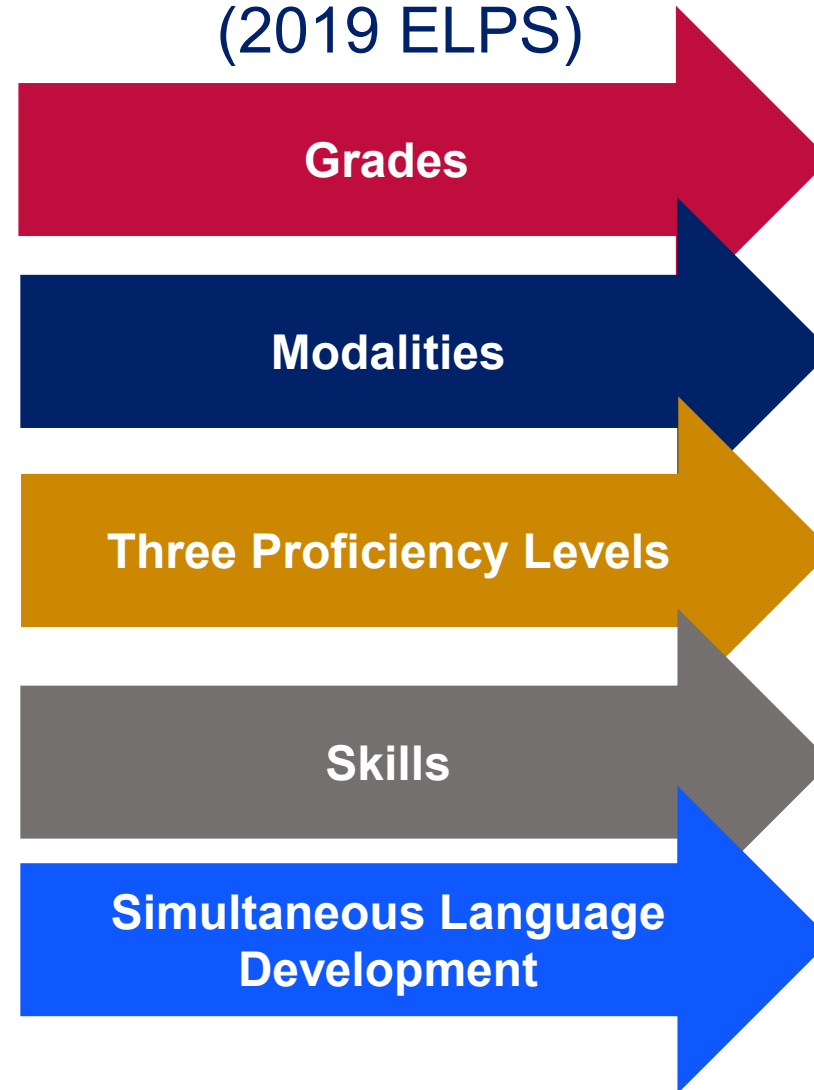 (2019 ELPS)
Grades
Modalities
Three Proficiency Levels
Skills
Simultaneous Language
Development